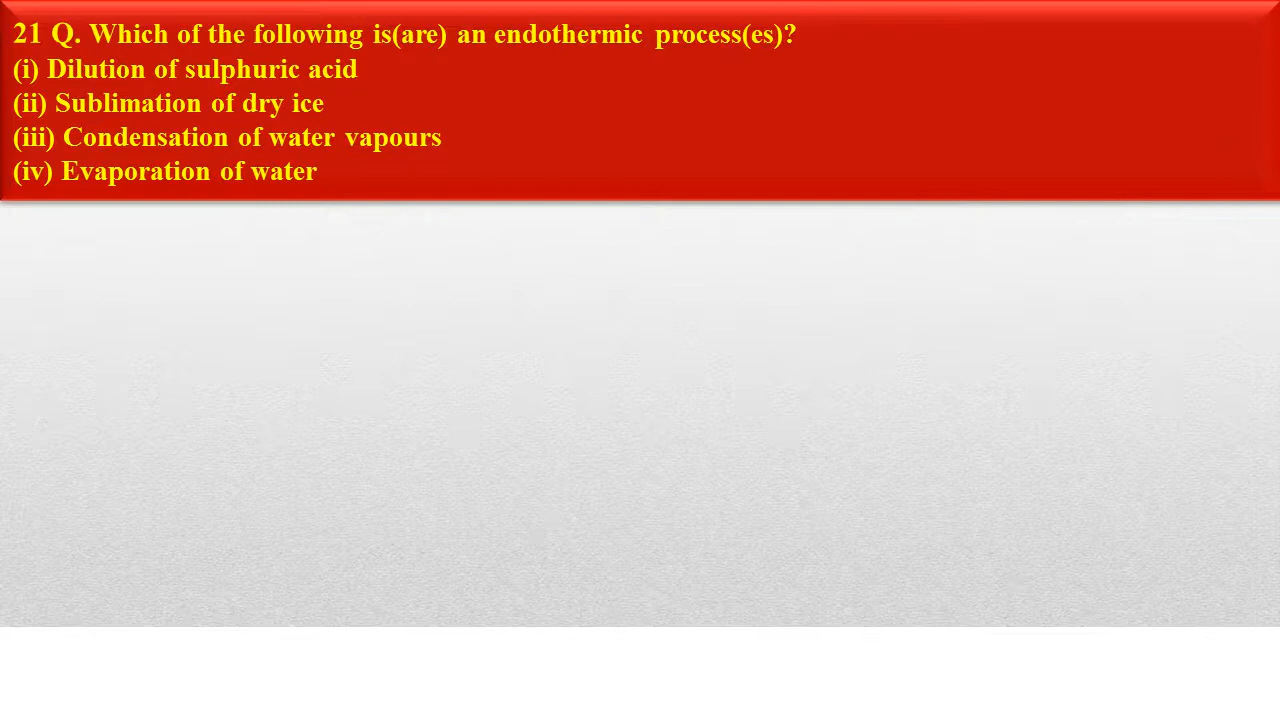 21 Q. Which of the following is(are) an endothermic process(es)?
(i) Dilution of sulphuric acid
(ii) Sublimation of dry ice
(iii) Condensation of water vapours
(iv) Evaporation of water